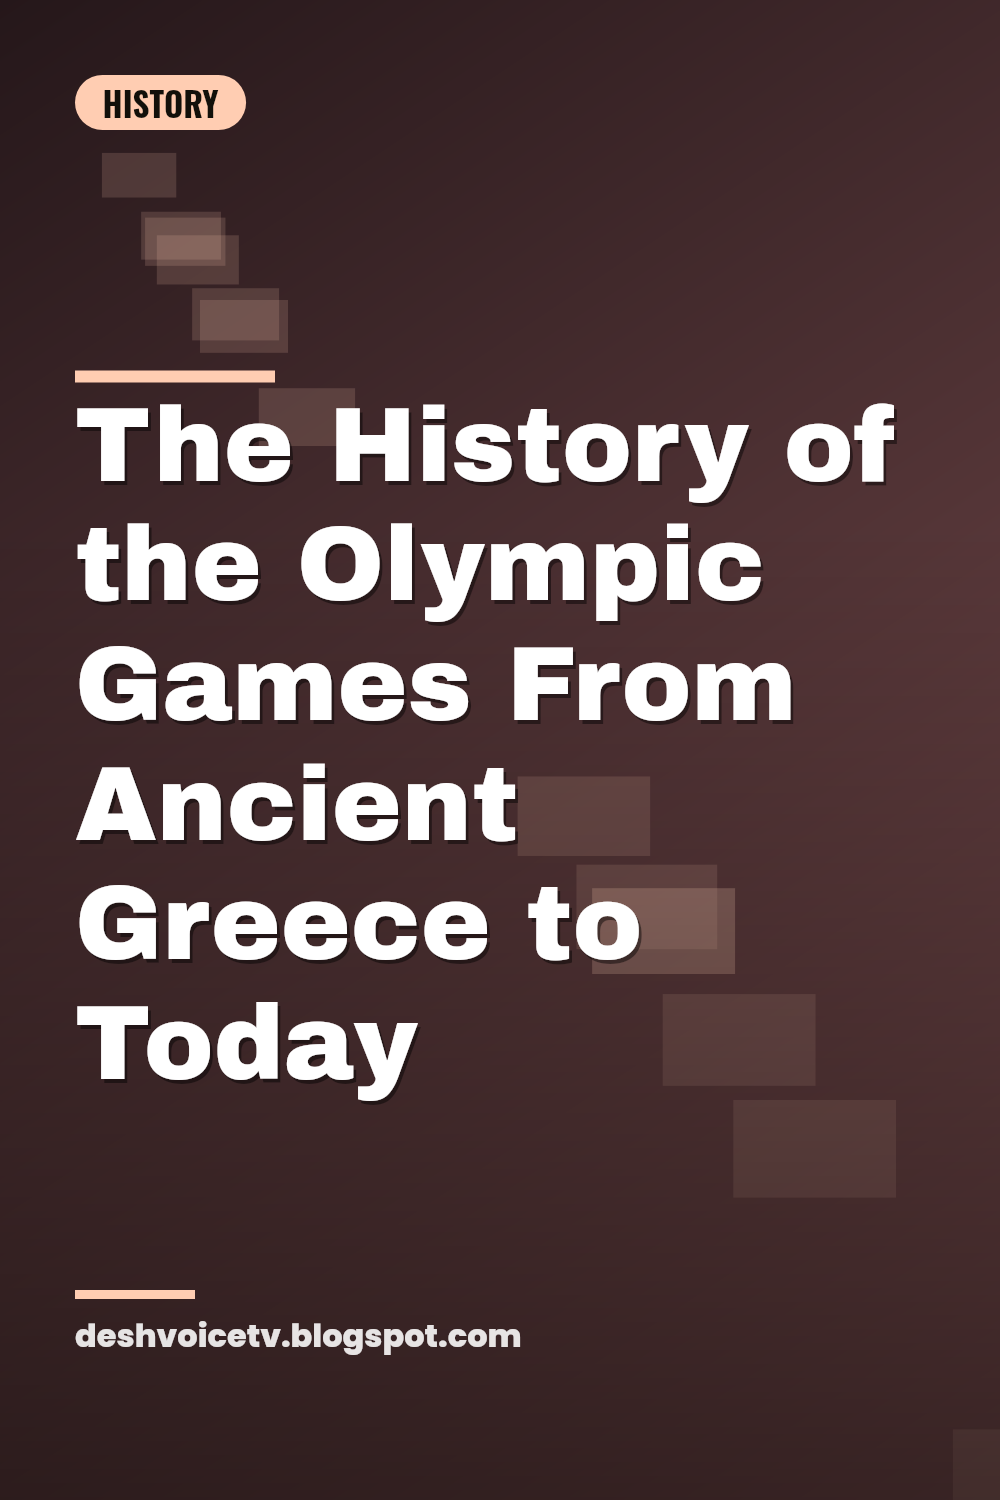 HISTORY
The History of
the Olympic
Games From
Ancient
Greece to
Today
deshvoicetv.blogspot.com